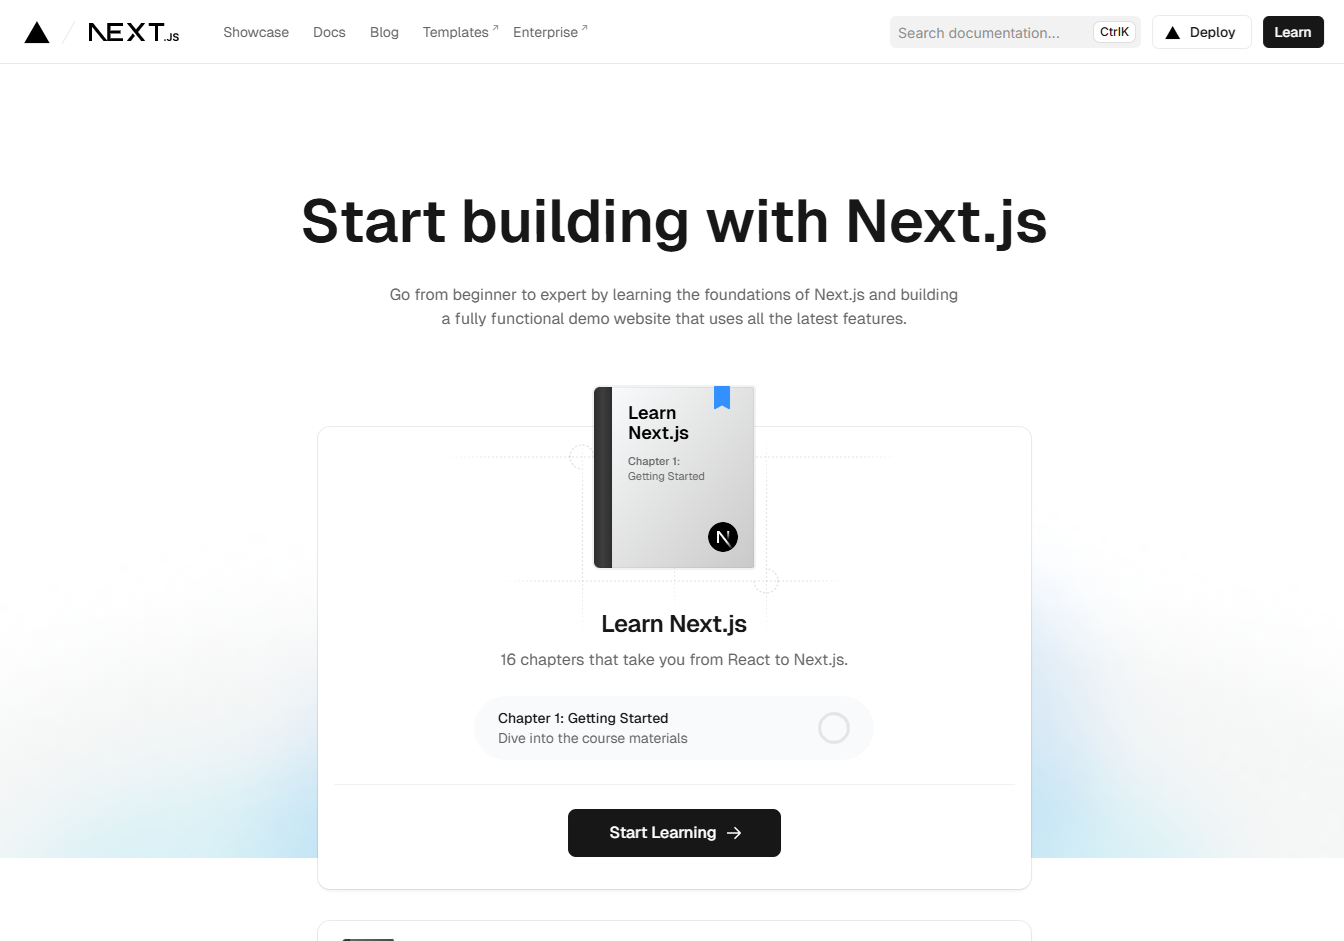 NEXT.JS
Showcase
Docs
Blog
Templates
Enterprise
Search documentation...
CtrlK
Deploy
Learn
Start building with Next.js
Go from beginner to expert by learning the foundations of Next.js and building
a fully functional demo website that uses all the latest features.
Learn
Next.js
Chapter 1:
Getting Started
N
Learn Next.js
16 chapters that take you from React to Next.js.
Chapter 1: Getting Started
Dive into the course materials
Start Learning →